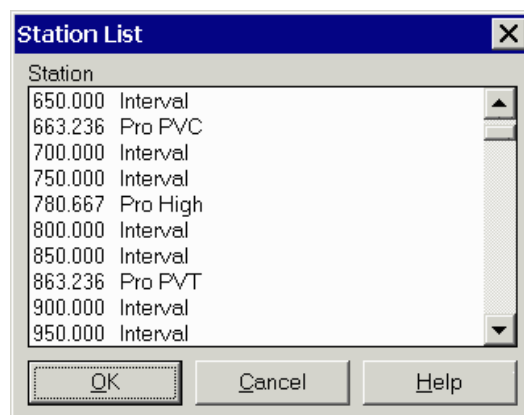 Station List
Station
650.000 Interval
663.236 Pro PVC
700.000 Interval
750.000 Interval
780.667 Pro High
800.000 Interval
850.000 Interval
863.236 Pro PVT
900.000 Interval
950.000 Interval
OK Cancel Help